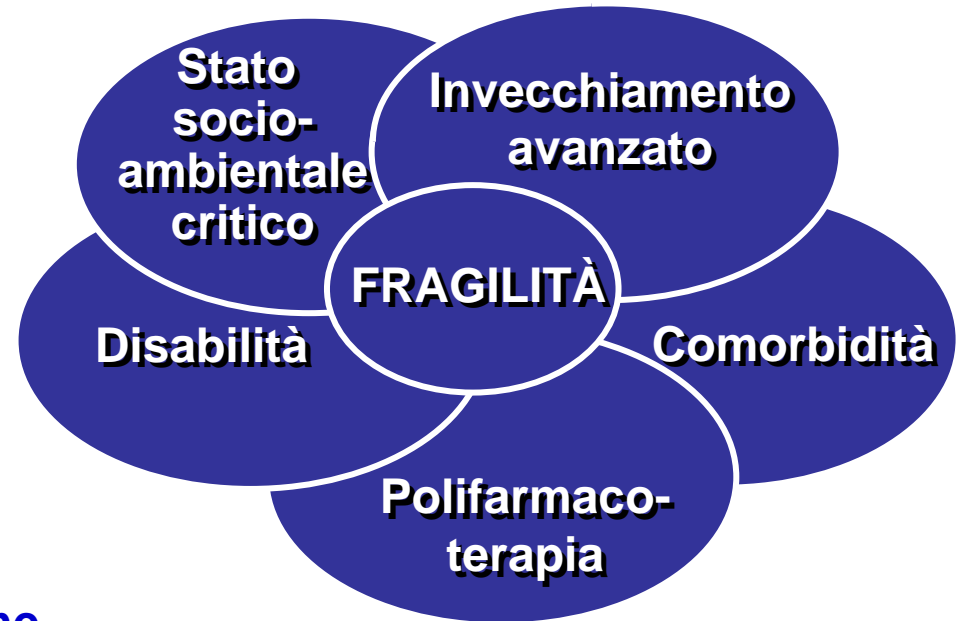 Stato
socio-
ambientale
critico
Invecchiamento
avanzato
FRAGILITÀ
Disabilità
Comorbidità
Polifarmaco-
terapia